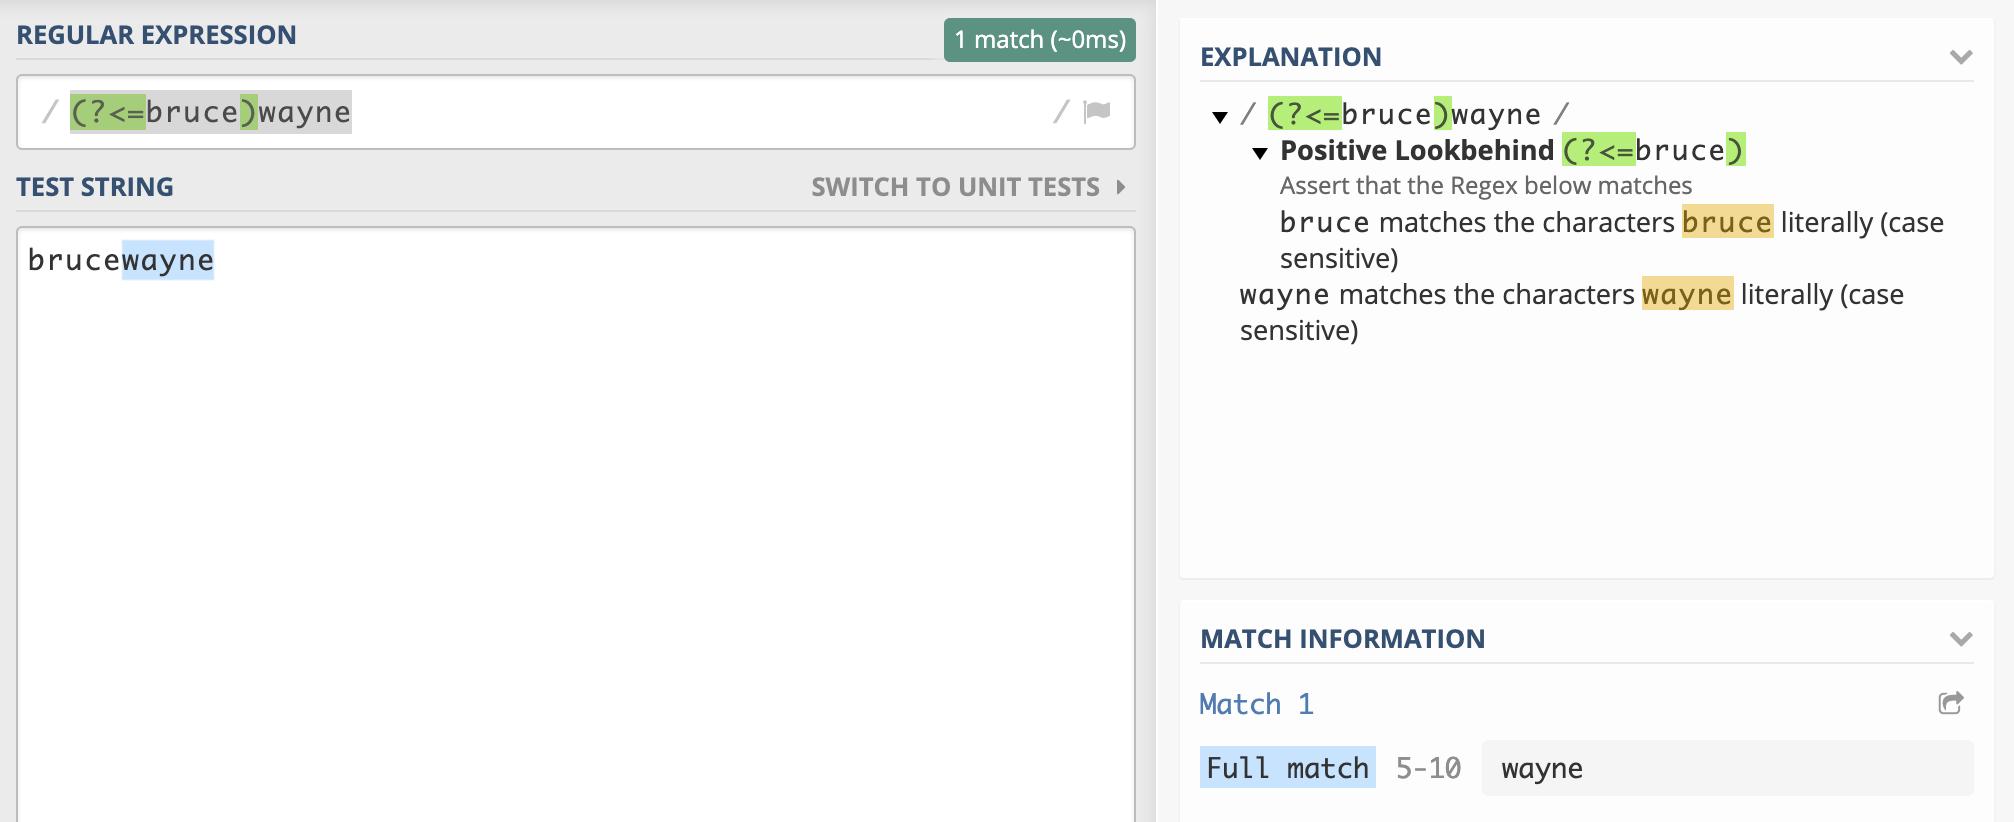 REGULAR EXPRESSION
1 match (~0ms)
/ (?<=bruce)wayne /
TEST STRING
SWITCH TO UNIT TESTS
brucewayne
EXPLANATION
/ (?<=bruce)wayne /
Positive Lookbehind (?<=bruce)
Assert that the Regex below matches
bruce matches the characters bruce literally (case
sensitive)
wayne matches the characters wayne literally (case
sensitive)
MATCH INFORMATION
Match 1
Full match 5-10 wayne